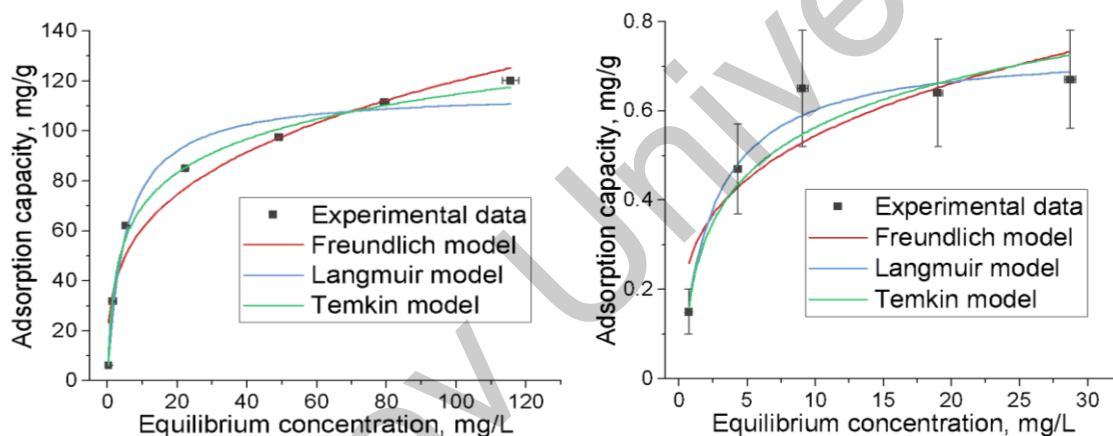 Adsorption capacity, mg/g
140
120
100
80
60
40
20
0
0 20 40 60 80 100 120
Equilibrium concentration, mg/L
Experimental data
Freundlich model
Langmuir model
Temkin model
Adsorption capacity, mg/g
0.8
0.6
0.4
0.2
0.0
0 5 10 15 20 25 30
Equilibrium concentration, mg/L
Experimental data
Freundlich model
Langmuir model
Temkin model